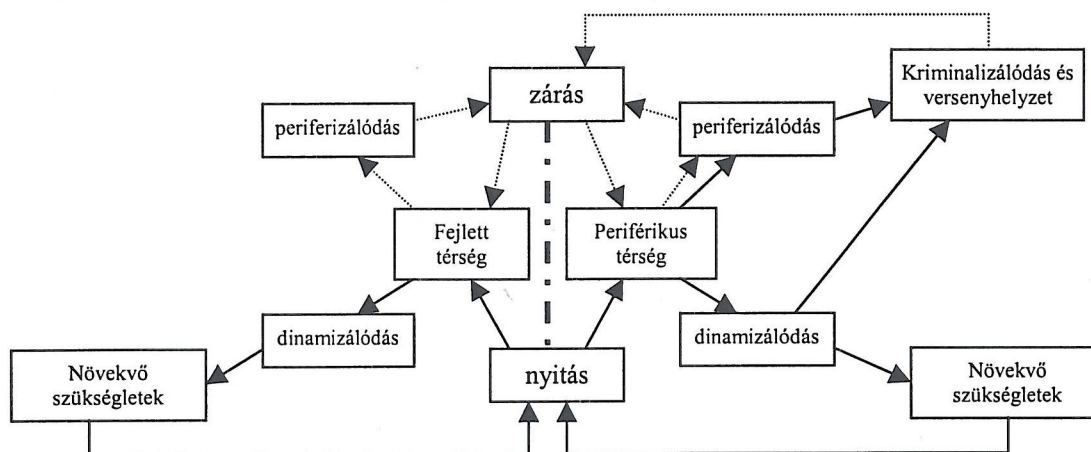 zárás
Kriminalizálódás és
versenyhelyzet
periferizálódás
periferizálódás
Fejlett
térség
Periférikus
térség
dinamizálódás
dinamizálódás
nyitás
Növekvő
szükségletek
Növekvő
szükségletek